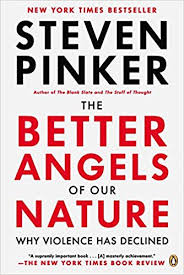 NEW YORK TIMES BESTSELLER
STEVEN
PINKER
Author of The Blank Slate and The Stuff of Thought
THE
BETTER
ANGELS
OF OUR
NATURE
WHY VIOLENCE HAS DECLINED
"A supremely important book. . . . [A] masterly achievement."
—THE NEW YORK TIMES BOOK REVIEW